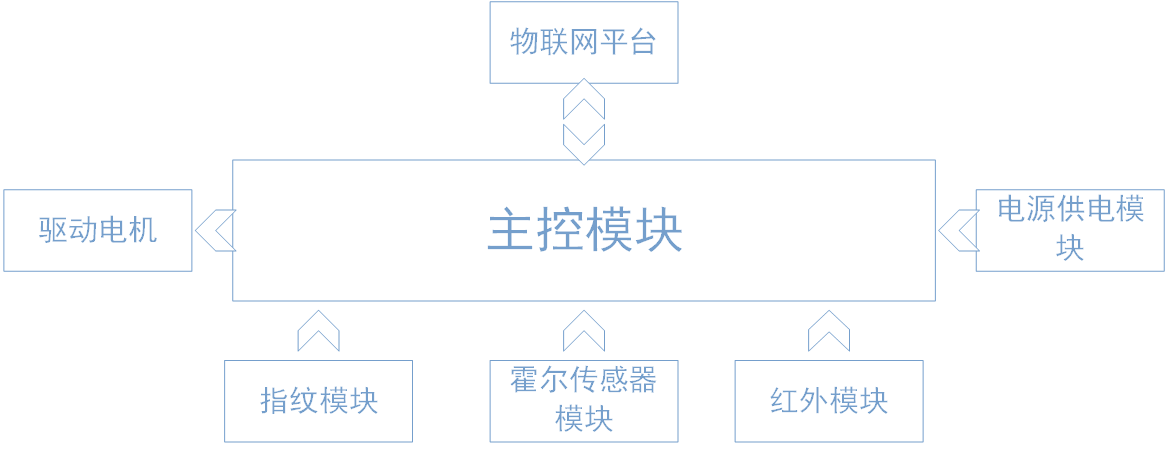 物联网平台
驱动电机
主控模块
电源供电模
块
指纹模块
霍尔传感器
模块
红外模块